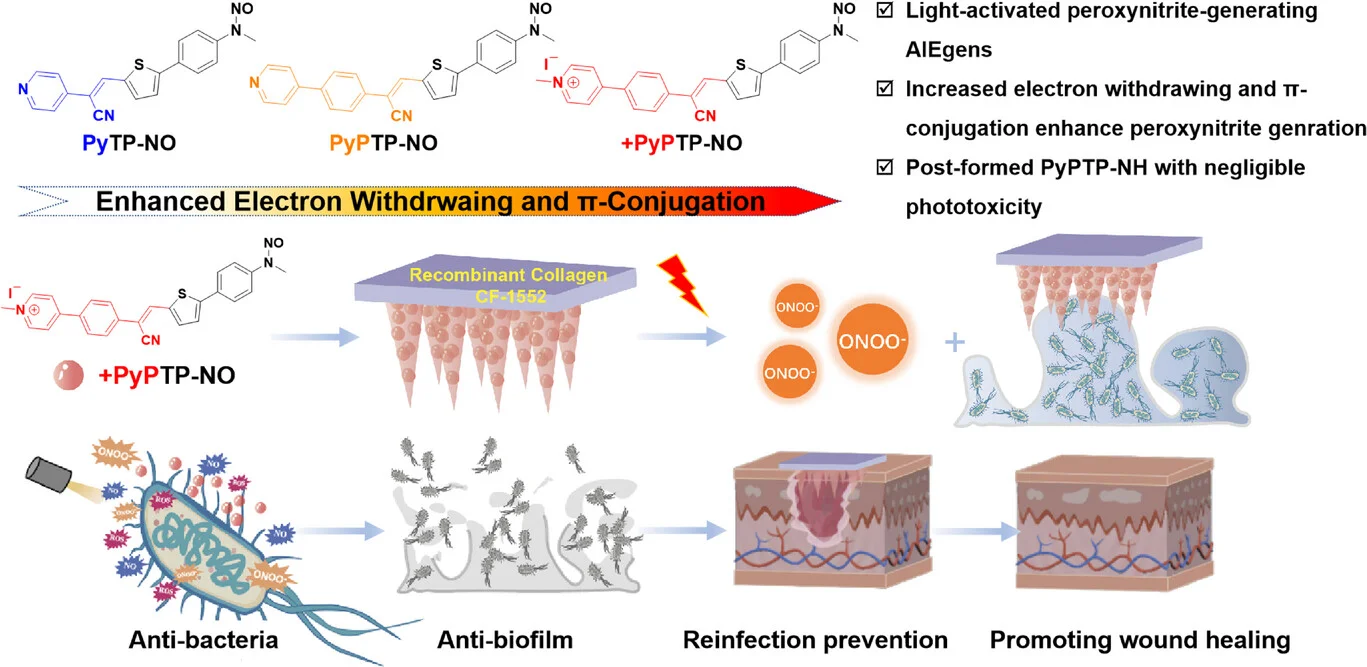 NO
N
S
N
CN
PyTP-NO
NO
N
S
N
CN
PyPTP-NO
NO
N
S
I⁻
N
+
CN
+PyPTP-NO
☑ Light-activated peroxynitrite-generating
AIEgens
☑ Increased electron withdrawing and π-
conjugation enhance peroxynitrite genration
☑ Post-formed PyPTP-NH with negligible
phototoxicity
Enhanced Electron Withdrwaing and π-Conjugation
NO
N
S
I⁻
N
+
CN
+PyPTP-NO
Recombinant Collagen
CF-1552
ONOO-
ONOO-
ONOO-
+
ONOO-
NO
ROS
NO
ROS
ONOO-
ROS
NO
NO
ONOO-
ONOO-
ROS
Anti-bacteria
Anti-biofilm
Reinfection prevention
Promoting wound healing